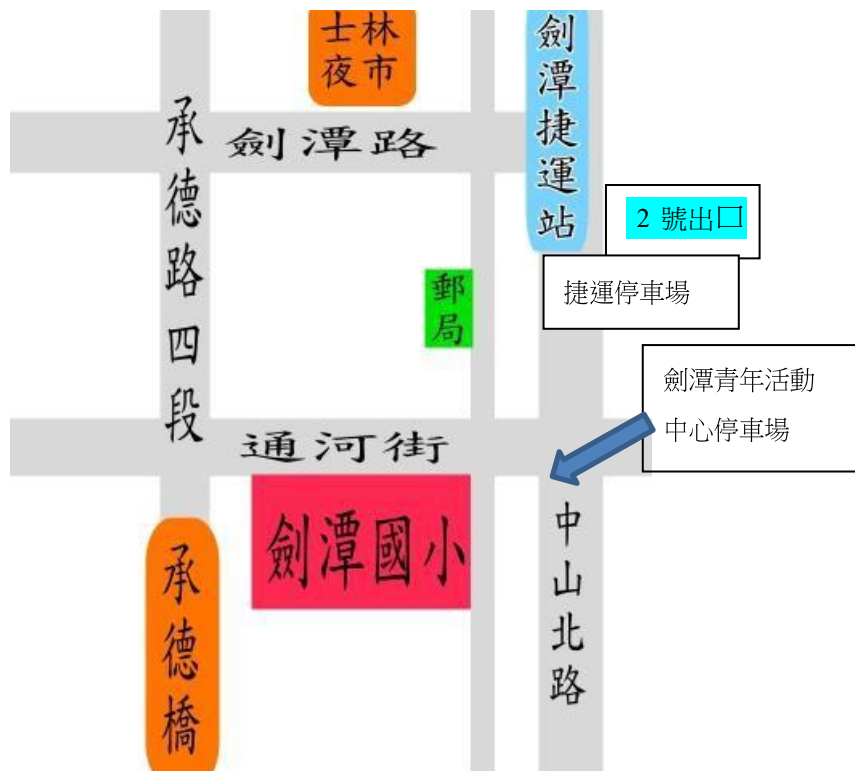 士林
夜市
劍潭捷運站
承德路四段
劍潭路
2 號出口
捷運停車場
郵局
劍潭青年活動
中心停車場
通河街
劍潭國小
中山北路
承德橋